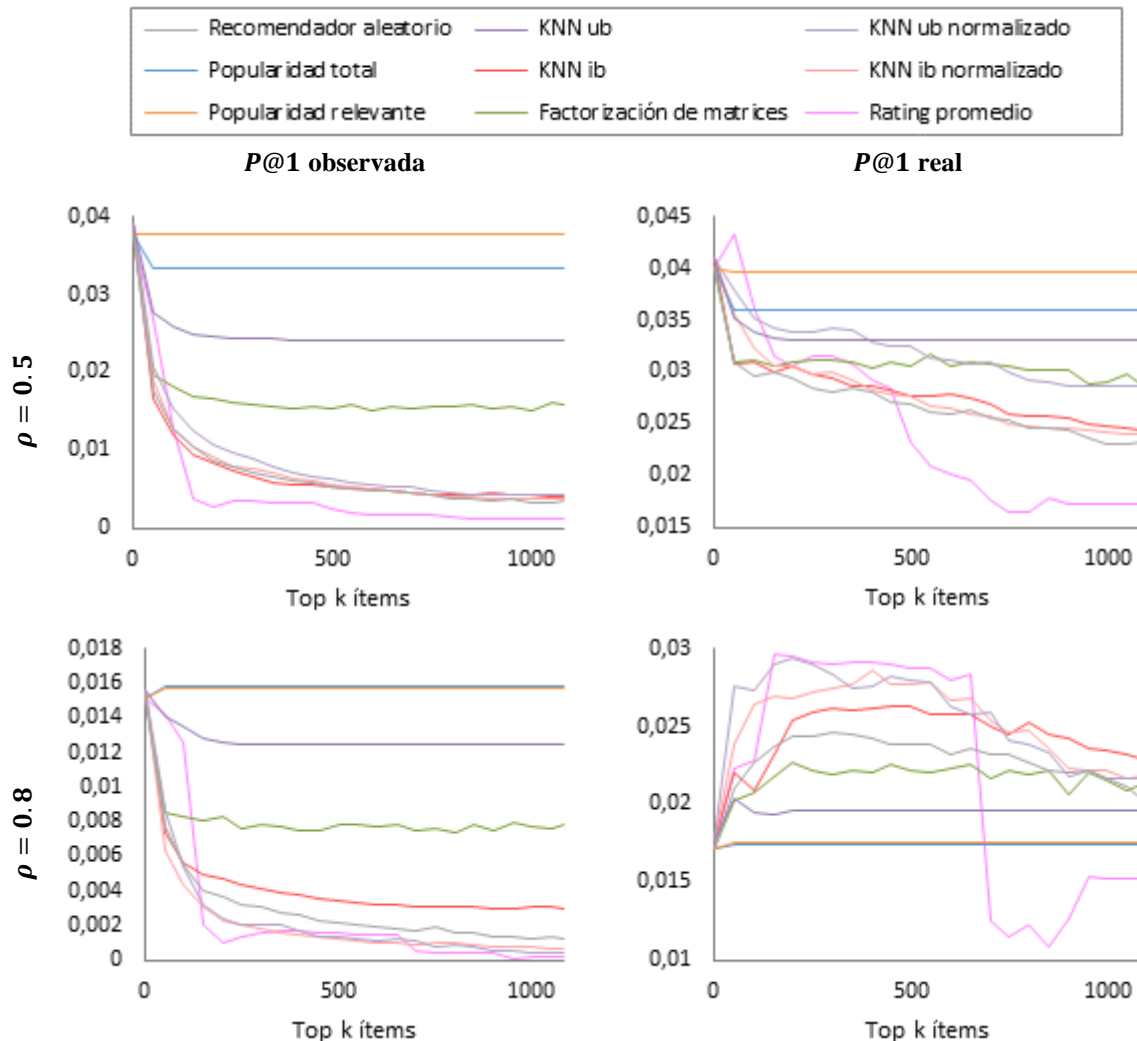 Recomendador aleatorio KNN ub KNN ub normalizado
Popularidad total KNN ib KNN ib normalizado
Popularidad relevante Factorización de matrices Rating promedio
P@1 observada P@1 real
ρ = 0.5
0,04
0,03
0,02
0,01
0
0 500 1000
Top k ítems
0,045
0,04
0,035
0,03
0,025
0,02
0,015
0 500 1000
Top k ítems
ρ = 0.8
0,018
0,016
0,014
0,012
0,01
0,008
0,006
0,004
0,002
0
0 500 1000
Top k ítems
0,03
0,025
0,02
0,015
0,01
0 500 1000
Top k ítems